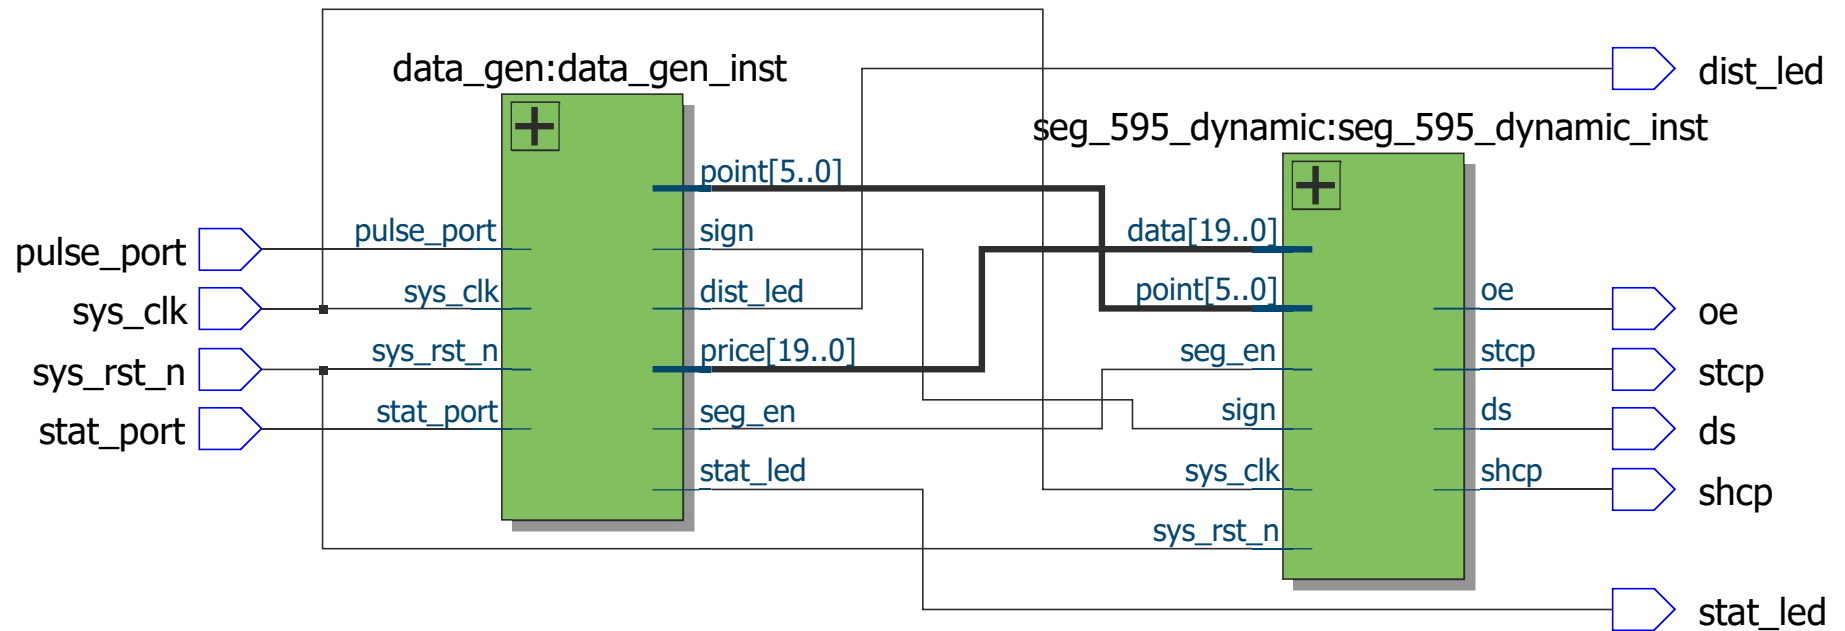 data_gen:data_gen_inst
dist_led
seg_595_dynamic:seg_595_dynamic_inst
point[5..0]
pulse_port
pulse_port
sign
data[19..0]
sys_clk
sys_clk
dist_led
point[5..0]
oe
oe
sys_rst_n
sys_rst_n
price[19..0]
seg_en
stcp
stcp
stat_port
stat_port
seg_en
sign
ds
ds
stat_led
sys_clk
shcp
shcp
sys_rst_n
stat_led